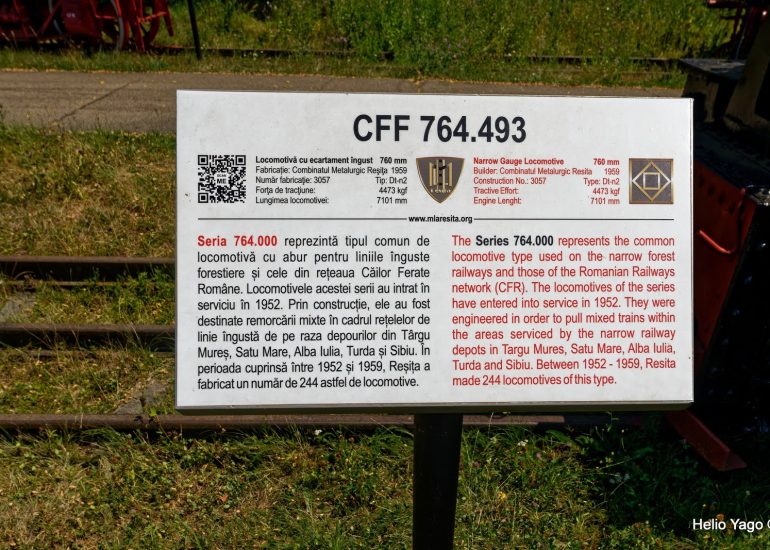 CFF 764.493
Locomotivă cu ecartament îngust 760 mm
Fabricație: Combinatul Metalurgic Reșița 1959
Număr fabricație: 3057 Tip: Dt-n2
Forţa de tracţiune: 4473 kgf
Lungimea locomotivei: 7101 mm
Narrow Gauge Locomotive 760 mm
Builder: Combinatul Metalurgic Resita 1959
Construction No.: 3057 Type: Dt-n2
Tractive Effort: 4473 kgf
Engine Lenght: 7101 mm
www.mlaresita.org
Seria 764.000 reprezintă tipul comun de
locomotivă cu abur pentru liniile înguste
forestiere și cele din rețeaua Căilor Ferate
Române. Locomotivele acestei serii au intrat în
serviciu în 1952. Prin construcție, ele au fost
destinate remorcării mixte în cadrul rețelelor de
linie îngustă de pe raza depourilor din Târgu
Mureș, Satu Mare, Alba Iulia, Turda și Sibiu. În
perioada cuprinsă între 1952 și 1959, Reșița a
fabricat un număr de 244 astfel de locomotive.
The Series 764.000 represents the common
locomotive type used on the narrow forest
railways and those of the Romanian Railways
network (CFR). The locomotives of the series
have entered into service in 1952. They were
engineered in order to pull mixed trains within
the areas serviced by the narrow railway
depots in Targu Mures, Satu Mare, Alba Iulia,
Turda and Sibiu. Between 1952 - 1959, Resita
made 244 locomotives of this type.
Helio Yago ©